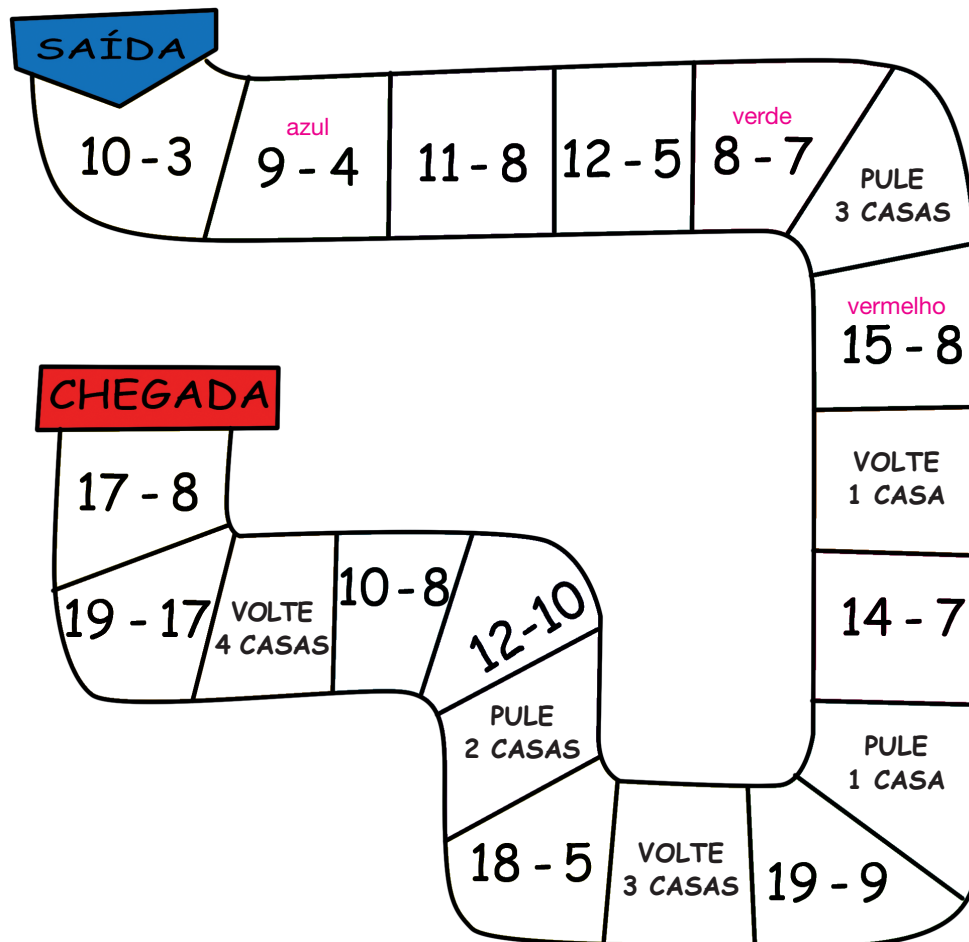 SAÍDA
10 - 3
azul
9 - 4
11 - 8
12 - 5
verde
8 - 7
PULE
3 CASAS
vermelho
15 - 8
VOLTE
1 CASA
14 - 7
PULE
1 CASA
19 - 9
VOLTE
3 CASAS
18 - 5
PULE
2 CASAS
12-10
10 - 8
VOLTE
4 CASAS
19 - 17
17 - 8
CHEGADA